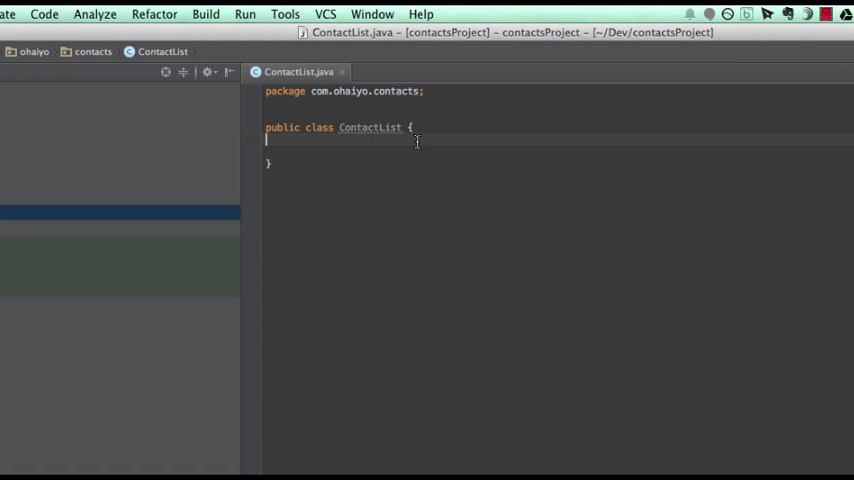 ate Code Analyze Refactor Build Run Tools VCS Window Help
ContactList.java - [contactsProject] - contactsProject - [~/Dev/contactsProject]
ohaiyo contacts ContactList
ContactList.java
package com.ohaiyo.contacts;
public class ContactList {
}